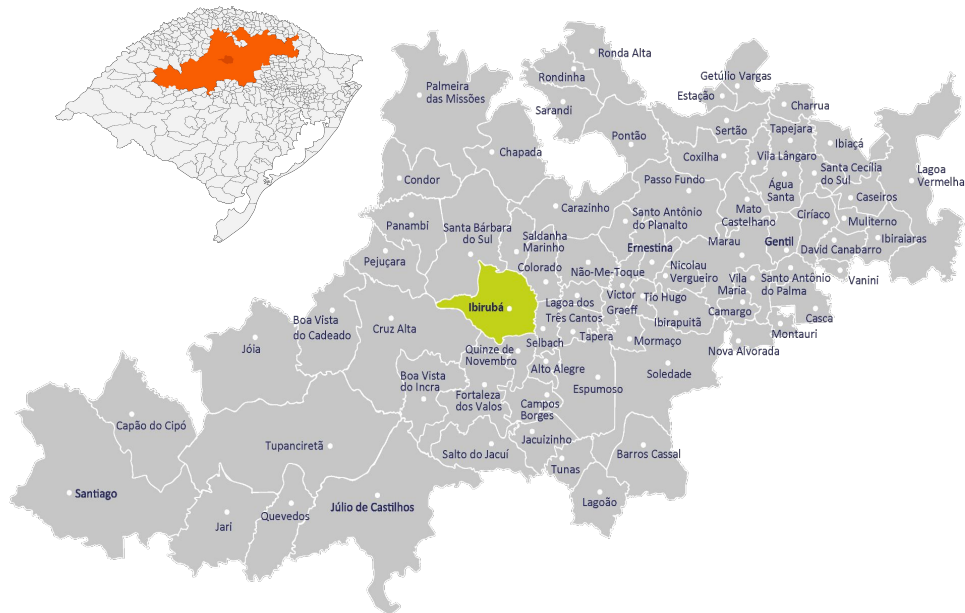 Ronda Alta
Rondinha
Getúlio Vargas
Palmeira
das Missões
Estação
Sarandi
Charrua
Pontão
Sertão
Tapejara
Ibiaçá
Chapada
Coxilha
Vila Lângaro
Santa Cecília
do Sul
Lagoa
Vermelha
Condor
Passo Fundo
Água
Santa
Caseiros
Carazinho
Mato
Castelhano
Panambi
Santo Antônio
do Planalto
Ciríaco
Muliterno
Santa Bárbara
do Sul
Saldanha
Marinho
Ernestina
Marau
Gentil
David Canabarro
Ibiraiaras
Pejuçara
Colorado
Não-Me-Toque
Nicolau
Vergueiro
Vila
Maria
Santo Antônio
do Palma
Vanini
Ibirubá
Lagoa dos
Três Cantos
Victor
Graeff
Tio Hugo
Camargo
Casca
Boa Vista
do Cadeado
Cruz Alta
Ibirapuitã
Montauri
Jóia
Selbach
Tapera
Mormaço
Nova Alvorada
Quinze de
Novembro
Alto Alegre
Soledade
Boa Vista
do Incra
Espumoso
Fortaleza
dos Valos
Campos
Borges
Capão do Cipó
Jacuizinho
Tupanciretã
Salto do Jacuí
Barros Cassal
Tunas
Santiago
Lagoão
Júlio de Castilhos
Quevedos
Jari